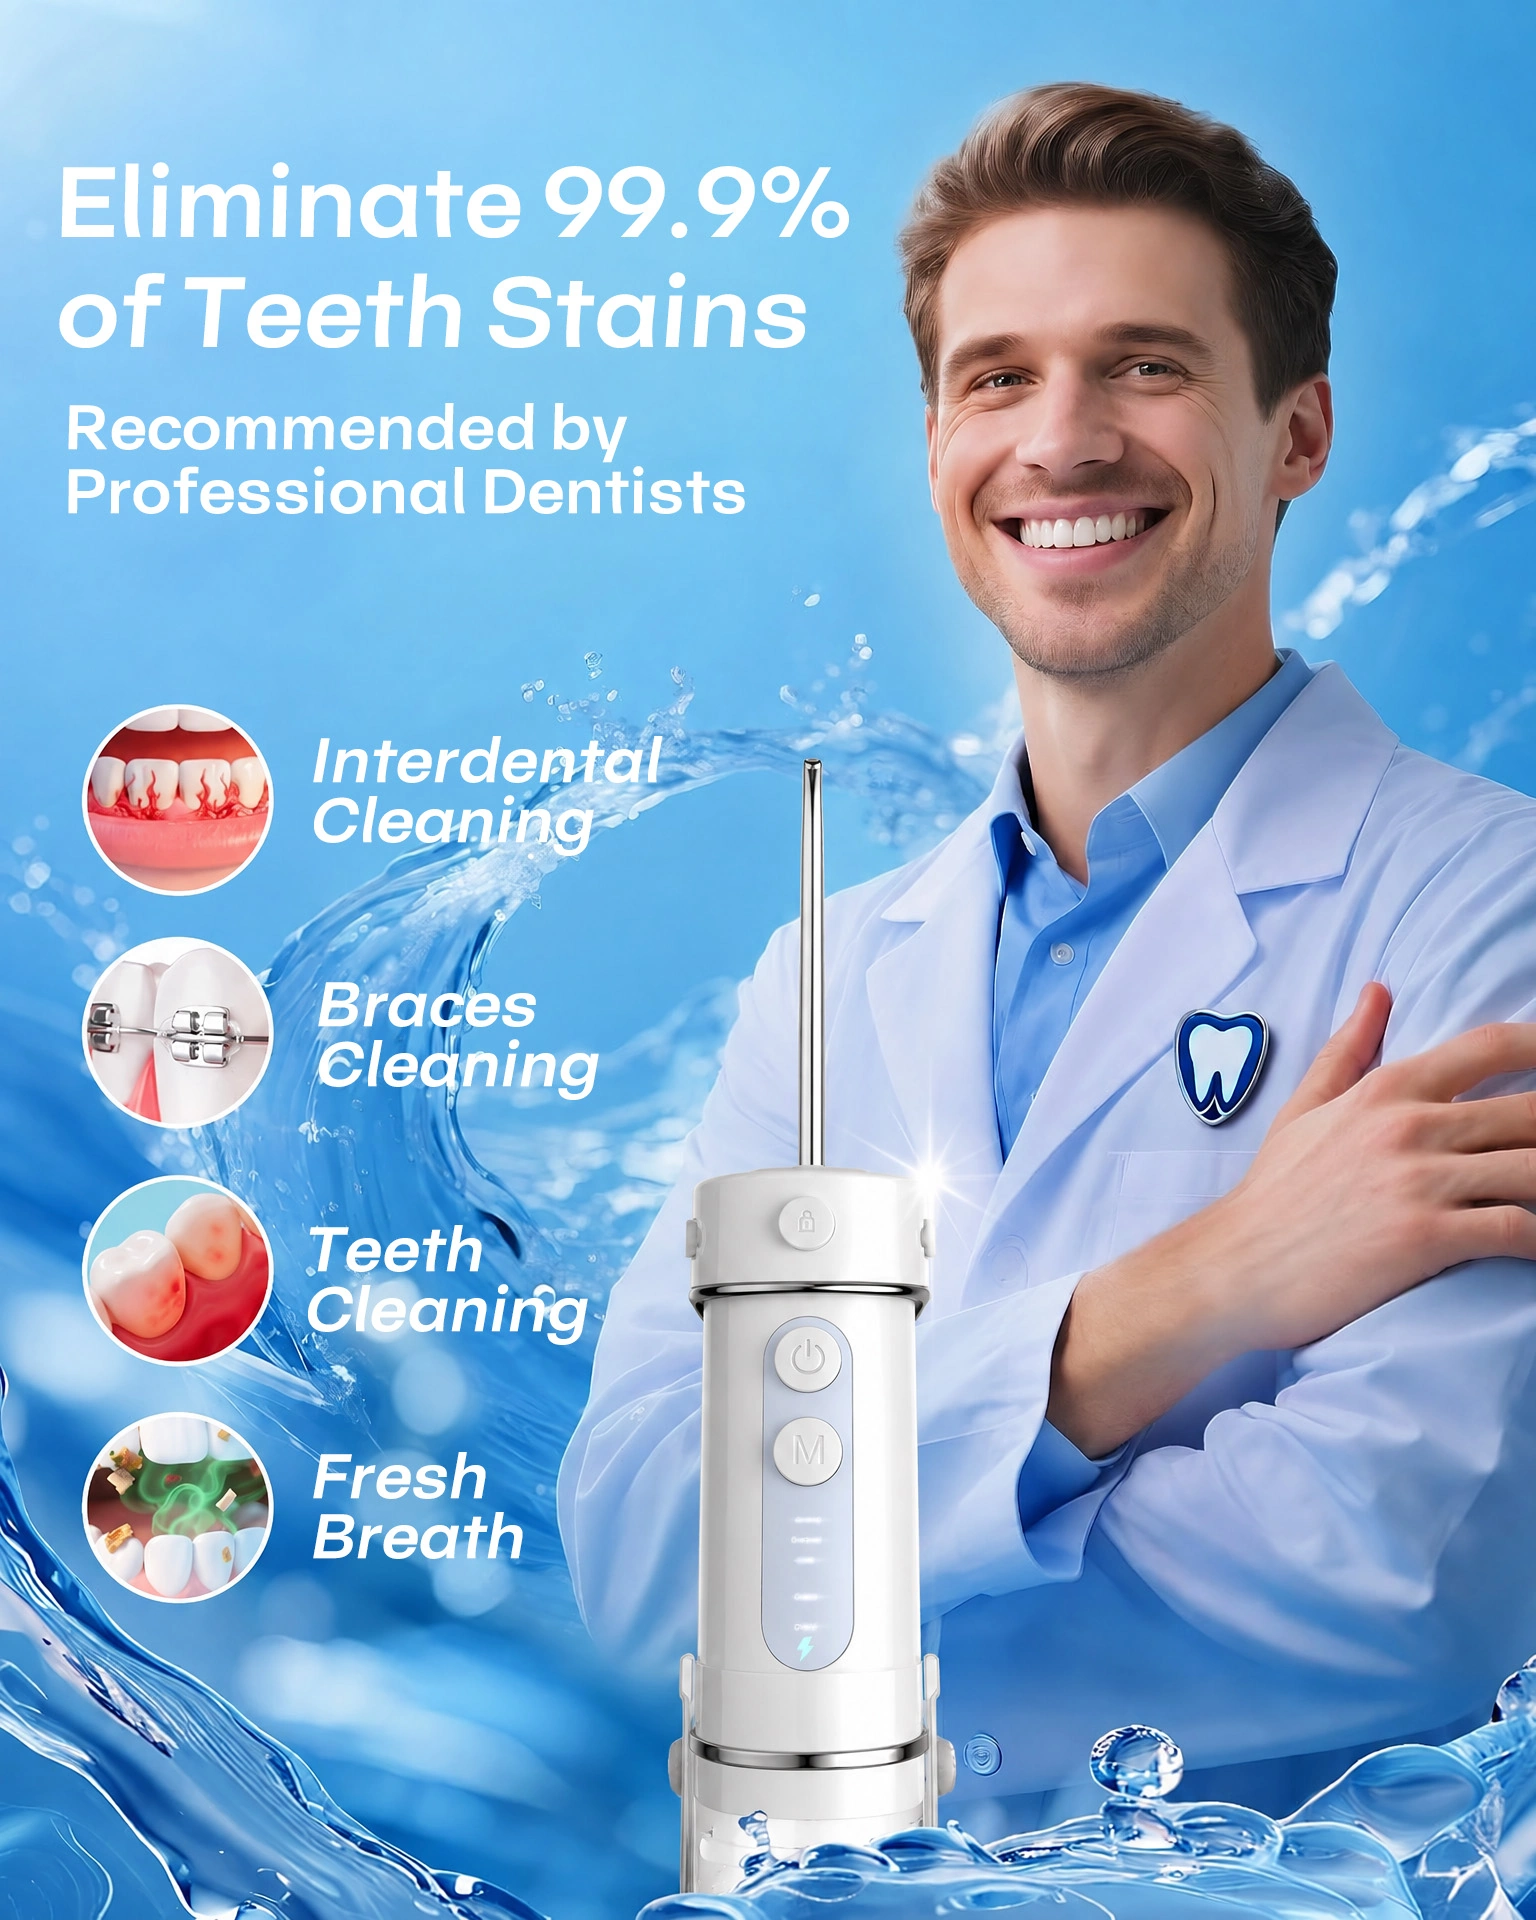 Eliminate 99.9%
of Teeth Stains
Recommended by
Professional Dentists
Interdental
Cleaning
Braces
Cleaning
Teeth
Cleaning
Fresh
Breath
M